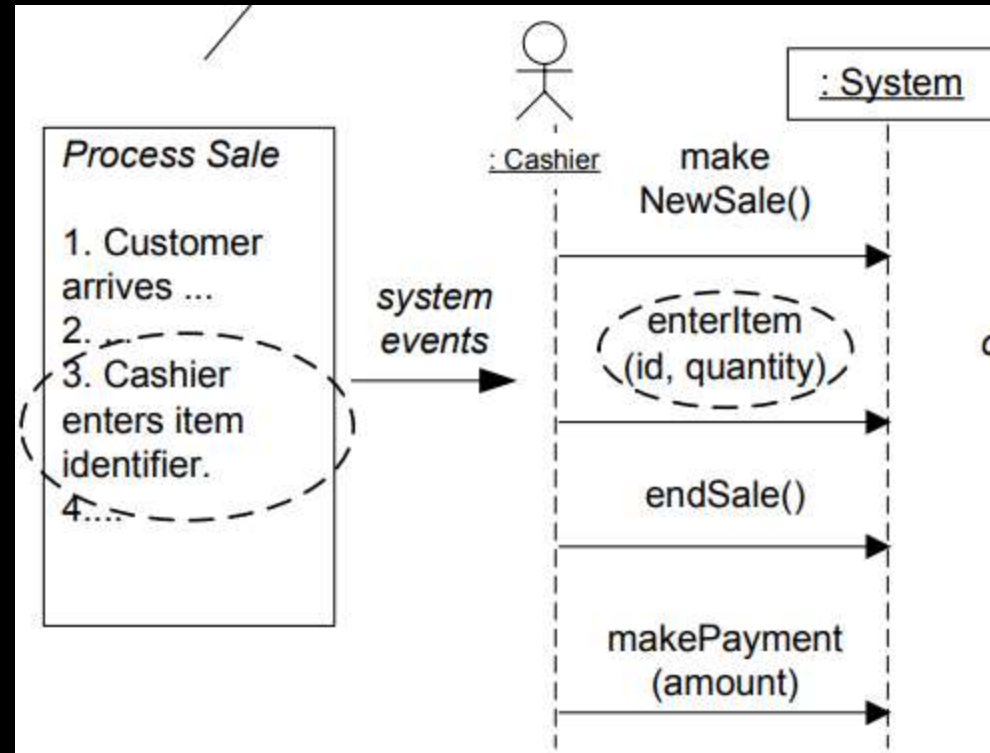 Process Sale
1. Customer
arrives ...
2. ...
3. Cashier
enters item
identifier.
4....
system
events
: Cashier
: System
make
NewSale()
enterItem
(id, quantity)
endSale()
makePayment
(amount)